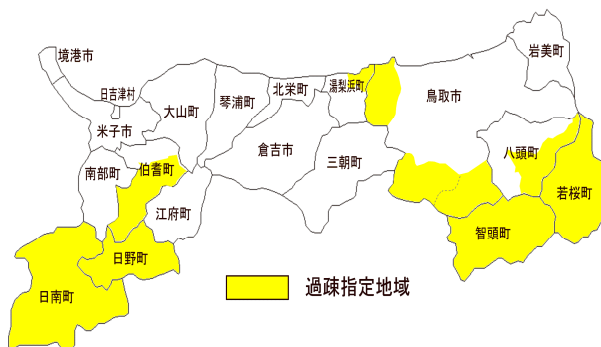 岩美町
境港市
日吉津村
大山町
琴浦町
北栄町
湯梨浜町
鳥取市
米子市
倉吉市
三朝町
八頭町
南部町
伯耆町
若桜町
江府町
智頭町
日野町
日南町
過疎指定地域